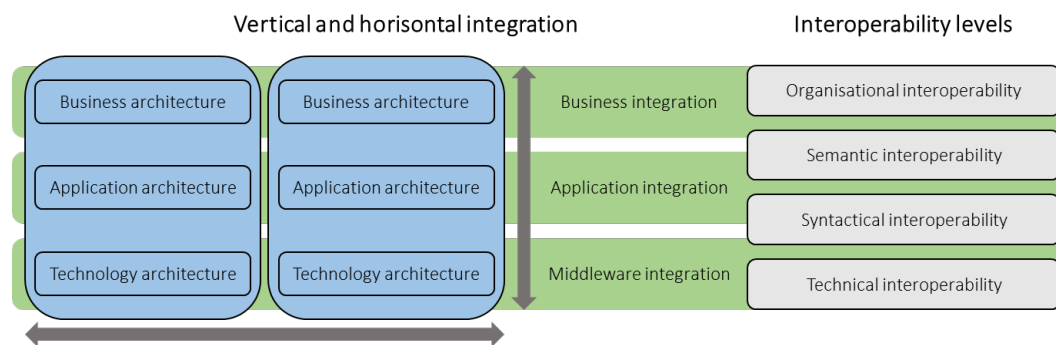 Vertical and horisontal integration
Interoperability levels
Business architecture
Business architecture
Business integration
Organisational interoperability
Semantic interoperability
Application architecture
Application architecture
Application integration
Syntactical interoperability
Technology architecture
Technology architecture
Middleware integration
Technical interoperability